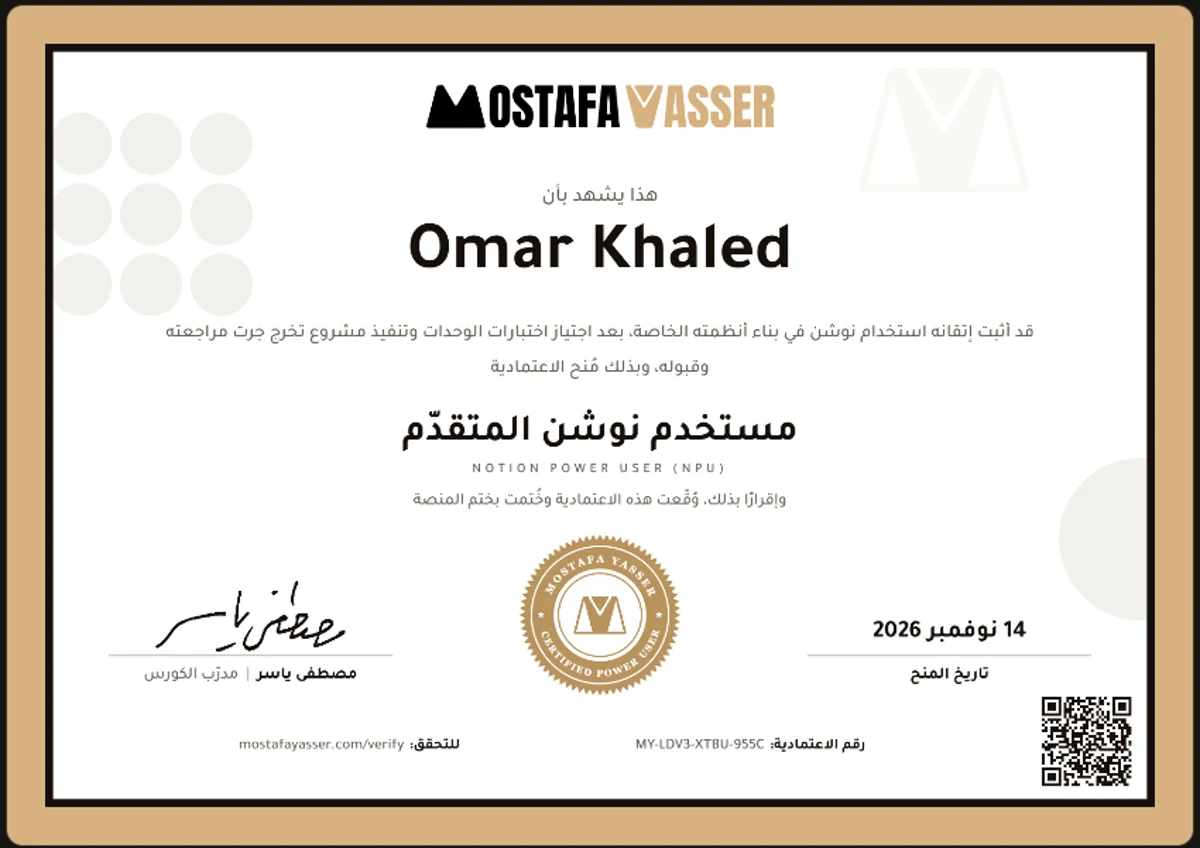 MOSTAFA YASSER
هذا يشهد بأن
Omar Khaled
قد أثبت إتقانه استخدام نوشن في بناء أنظمته الخاصة، بعد اجتياز اختبارات الوحدات وتنفيذ مشروع تخرج جرت مراجعته
وقبوله، وبذلك مُنح الاعتمادية
مستخدم نوشن المتقدّم
NOTION POWER USER (NPU)
وإقرارًا بذلك، وُقّعت هذه الاعتمادية وخُتمت بختم المنصة
MOSTAFA YASSER
CERTIFIED POWER USER
14 نوفمبر 2026
تاريخ المنح
مصطفى ياسر
مصطفى ياسر | مدرّب الكورس
رقم الاعتمادية: MY-LDV3-XTBU-955C
للتحقق: mostafayasser.com/verify